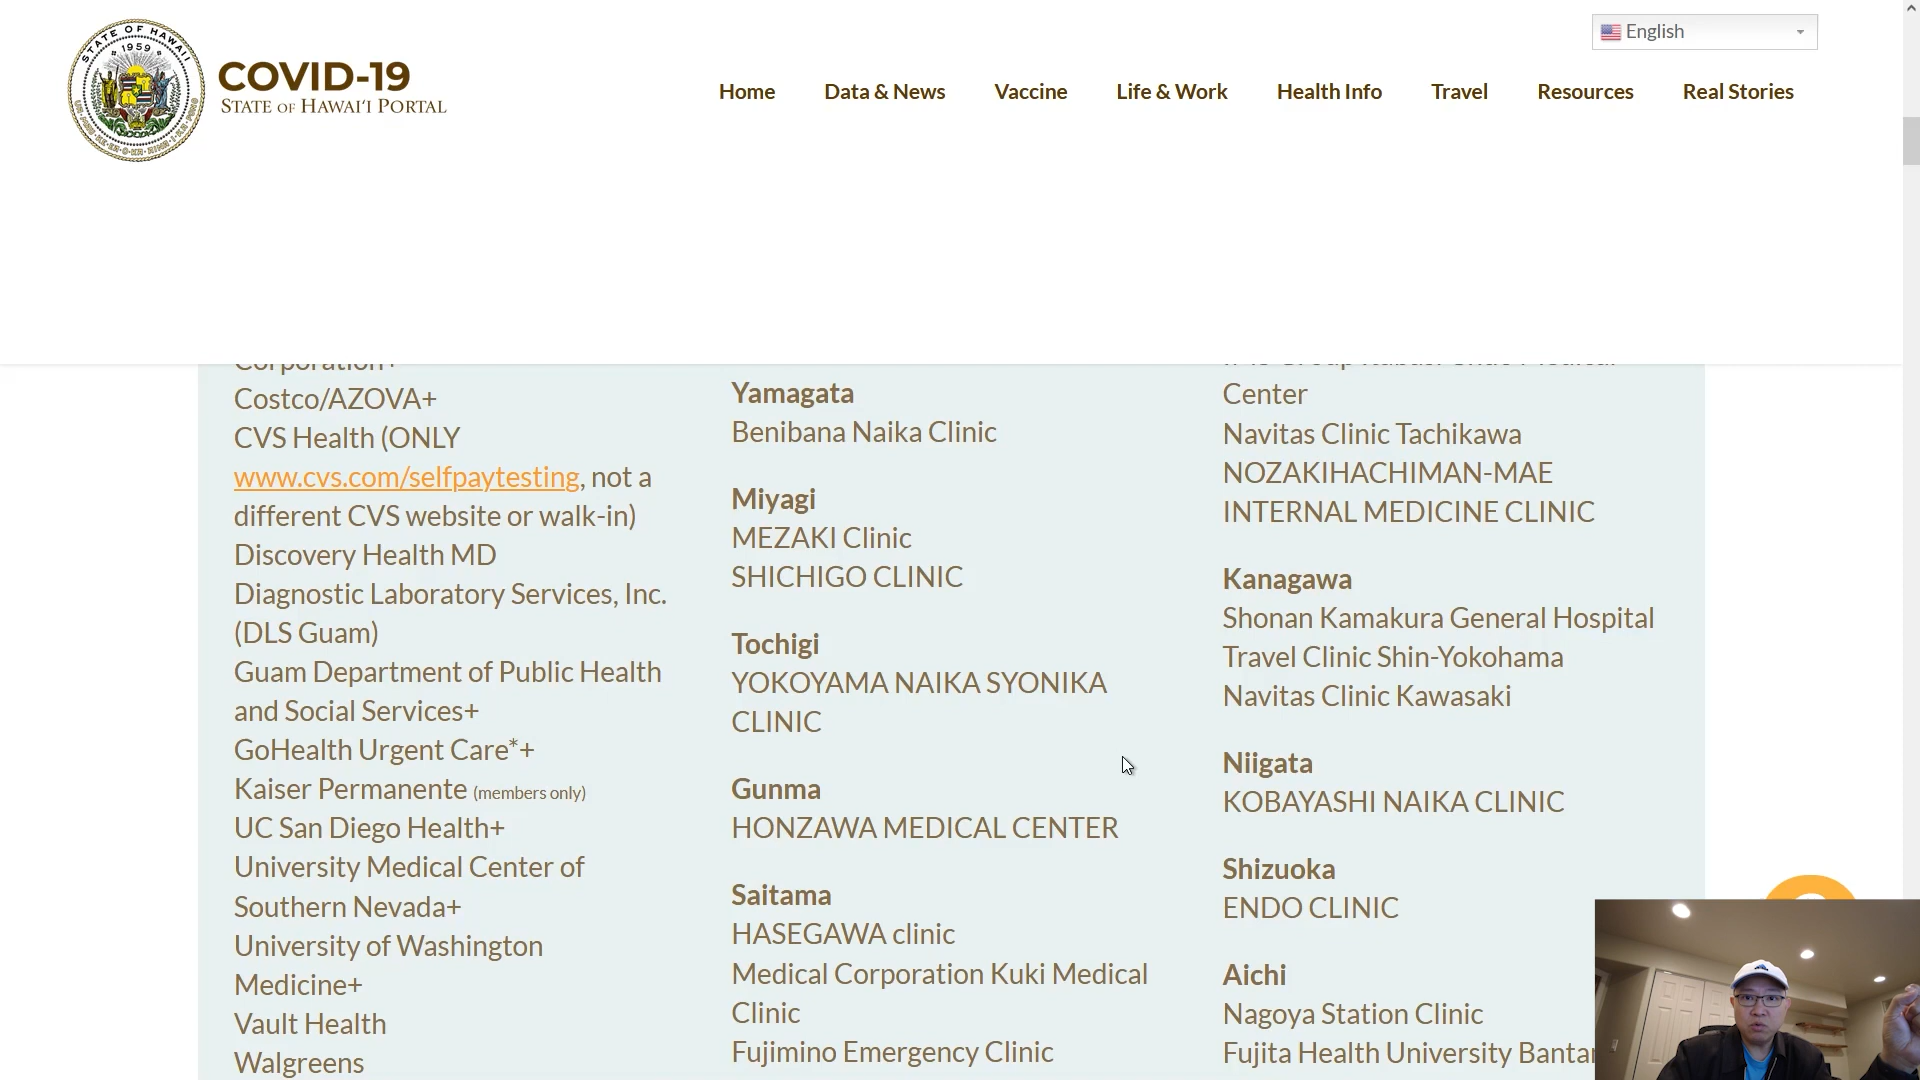 STATE OF HAWAII
1959
COVID-19
STATE OF HAWAI'I PORTAL
English
Home
Data & News
Vaccine
Life & Work
Health Info
Travel
Resources
Real Stories
Corporation+
Costco/AZOVA+
CVS Health (ONLY
www.cvs.com/selfpaytesting, not a
different CVS website or walk-in)
Discovery Health MD
Diagnostic Laboratory Services, Inc.
(DLS Guam)
Guam Department of Public Health
and Social Services+
GoHealth Urgent Care*+
Kaiser Permanente (members only)
UC San Diego Health+
University Medical Center of
Southern Nevada+
University of Washington
Medicine+
Vault Health
Walgreens
Yamagata
Benibana Naika Clinic
Miyagi
MEZAKI Clinic
SHICHIGO CLINIC
Tochigi
YOKOYAMA NAIKA SYONIKA
CLINIC
Gunma
HONZAWA MEDICAL CENTER
Saitama
HASEGAWA clinic
Medical Corporation Kuki Medical
Clinic
Fujimino Emergency Clinic
Center
Navitas Clinic Tachikawa
NOZAKIHACHIMAN-MAE
INTERNAL MEDICINE CLINIC
Kanagawa
Shonan Kamakura General Hospital
Travel Clinic Shin-Yokohama
Navitas Clinic Kawasaki
Niigata
KOBAYASHI NAIKA CLINIC
Shizuoka
ENDO CLINIC
Aichi
Nagoya Station Clinic
Fujita Health University Bantan